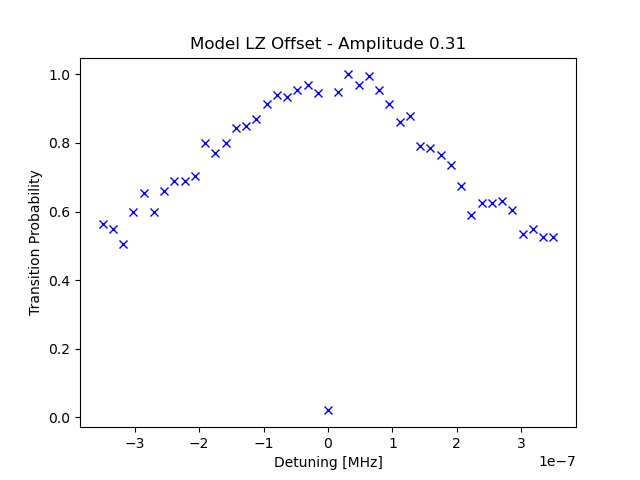 Model LZ Offset - Amplitude 0.31
Transition Probability
1.0
0.8
0.6
0.4
0.2
0.0
−3 −2 −1 0 1 2 3
1e−7
Detuning [MHz]